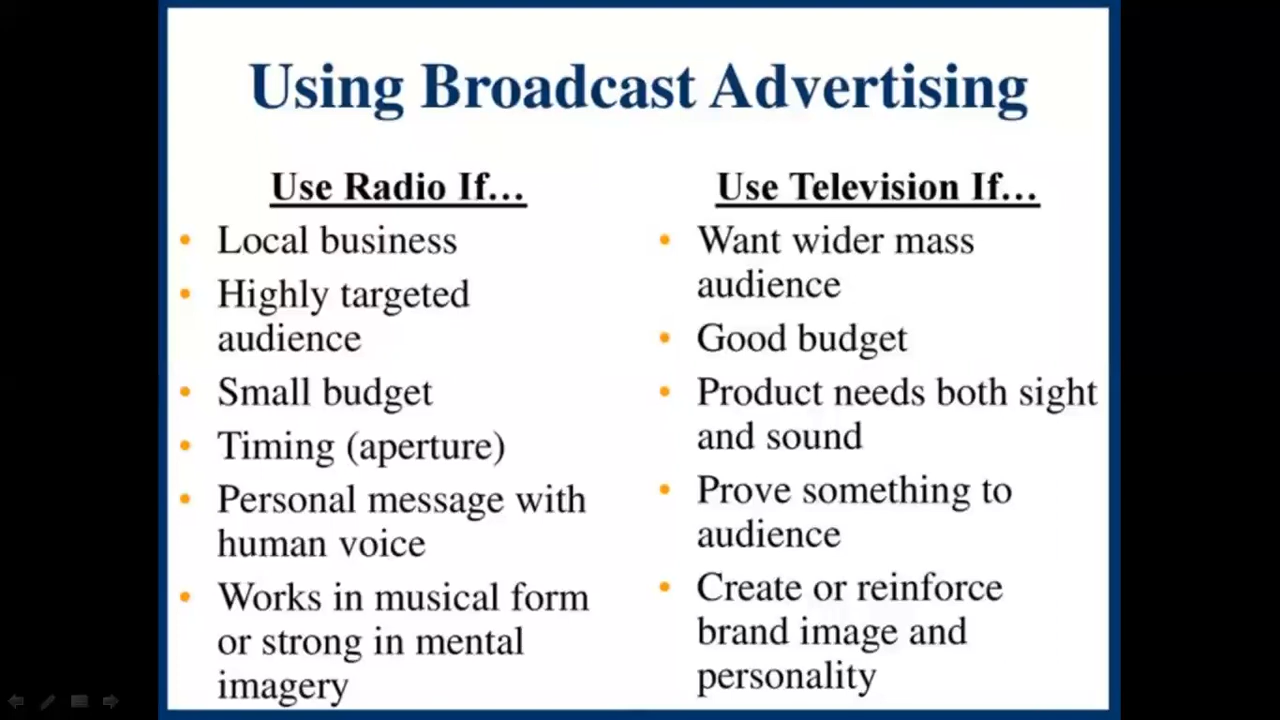 Using Broadcast Advertising
Use Radio If...
• Local business
• Highly targeted
audience
• Small budget
• Timing (aperture)
• Personal message with
human voice
• Works in musical form
or strong in mental
imagery
Use Television If...
• Want wider mass
audience
• Good budget
• Product needs both sight
and sound
• Prove something to
audience
• Create or reinforce
brand image and
personality